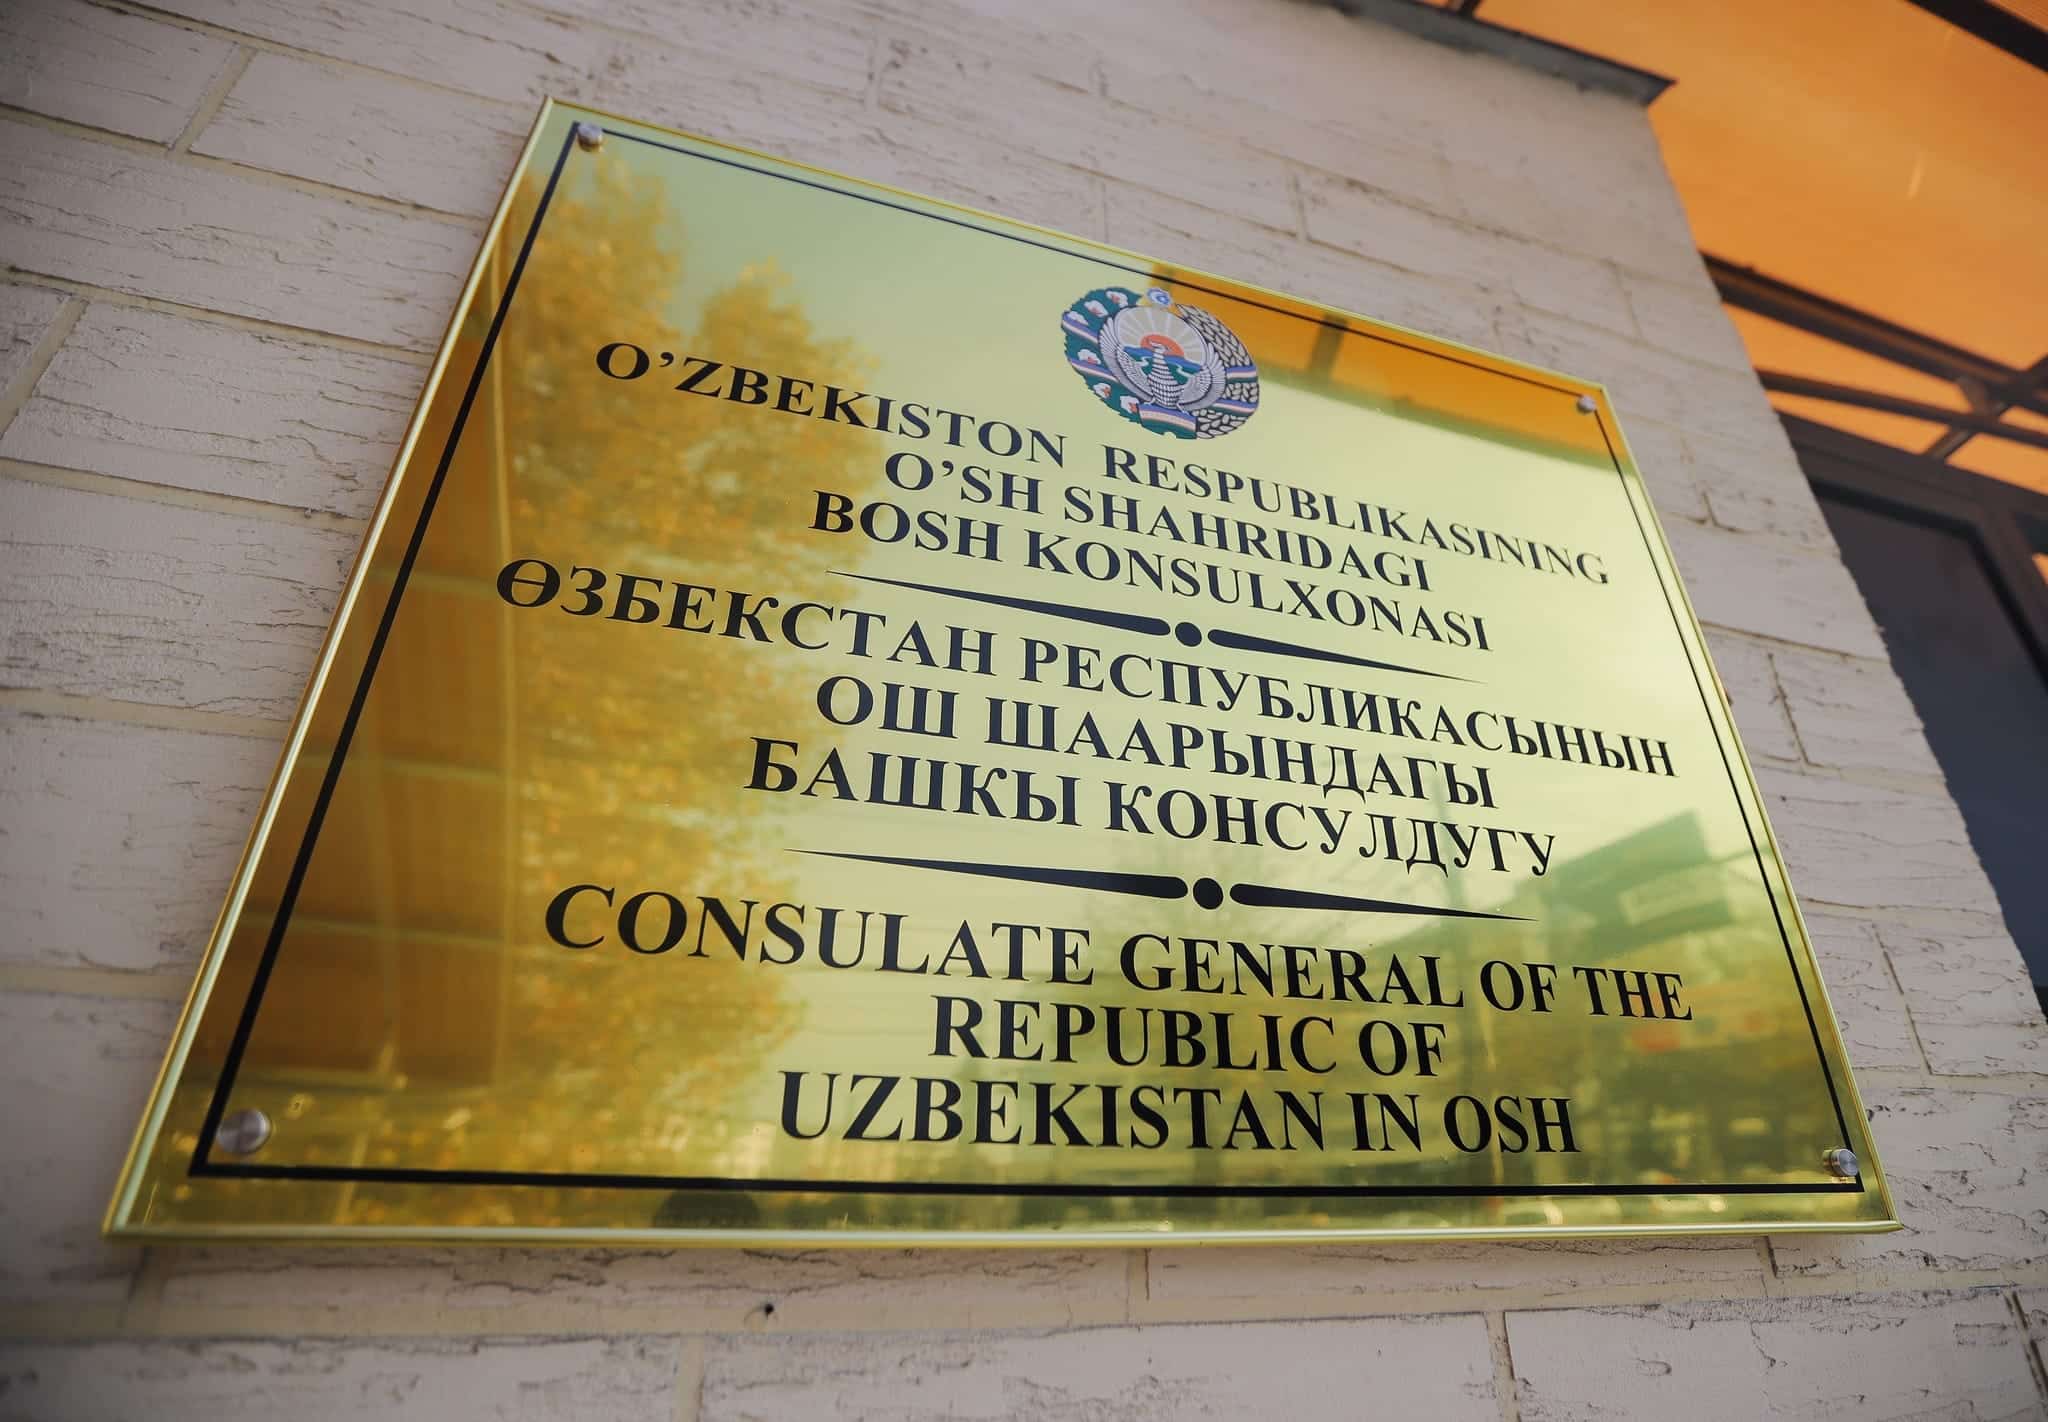 O’ZBEKISTON RESPUBLIKASINING
O’SH SHAHRIDAGI
BOSH KONSULXONASI
ӨЗБЕКСТАН РЕСПУБЛИКАСЫНЫН
ОШ ШААРЫНДАГЫ
БАШКЫ КОНСУЛДУГУ
CONSULATE GENERAL OF THE
REPUBLIC OF
UZBEKISTAN IN OSH